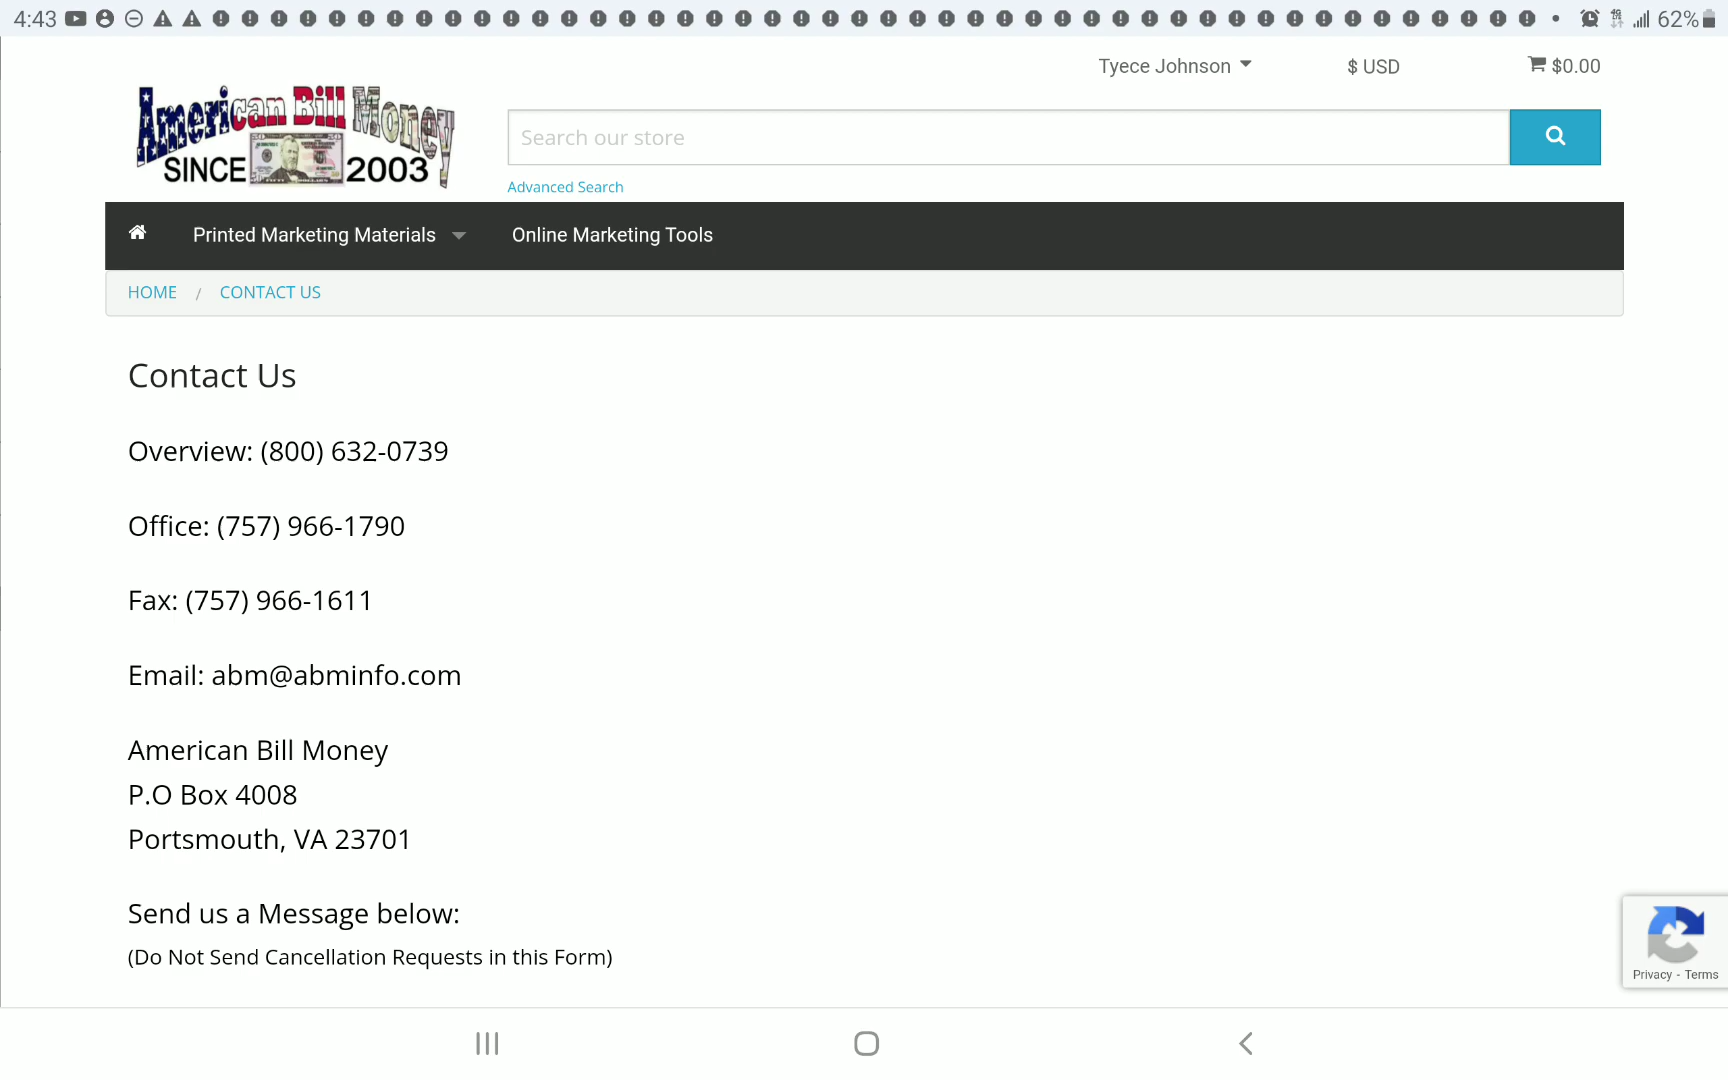 4:43
62%
Tyece Johnson
$ USD
$0.00
American Bill Money
SINCE 2003
Search our store
Advanced Search
Printed Marketing Materials
Online Marketing Tools
HOME / CONTACT US
Contact Us
Overview: (800) 632-0739
Office: (757) 966-1790
Fax: (757) 966-1611
Email: abm@abminfo.com
American Bill Money
P.O Box 4008
Portsmouth, VA 23701
Send us a Message below:
(Do Not Send Cancellation Requests in this Form)
Privacy - Terms